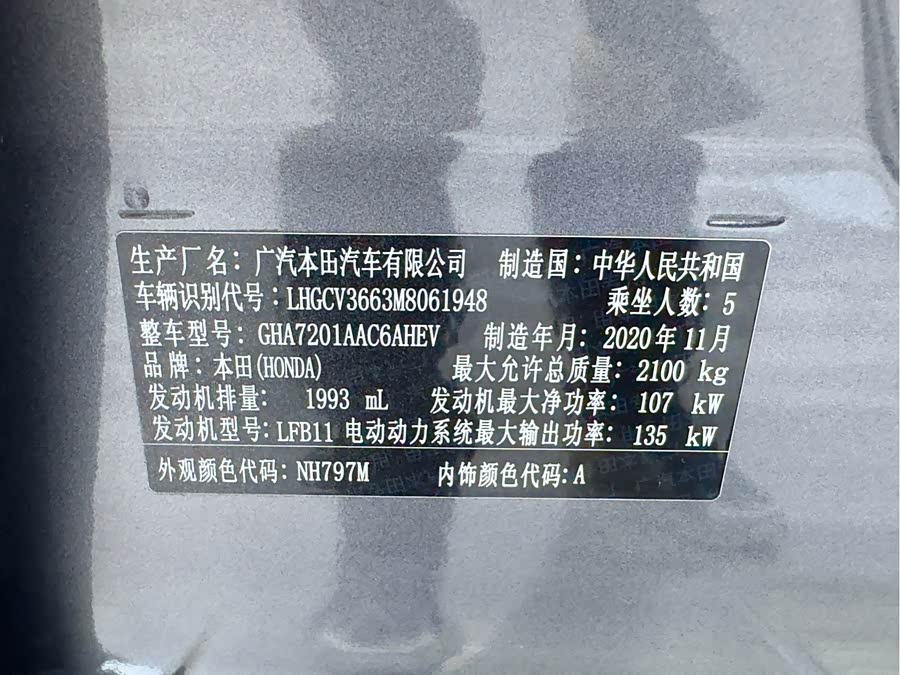 生产厂名：广汽本田汽车有限公司 制造国：中华人民共和国
车辆识别代号：LHGCV3663M8061948 乘坐人数：5
整车型号：GHA7201AAC6AHEV 制造年月：2020年11月
品牌：本田(HONDA) 最大允许总质量：2100 kg
发动机排量： 1993 mL 发动机最大净功率： 107 kW
发动机型号：LFB11 电动动力系统最大输出功率： 135 kW
外观颜色代码：NH797M 内饰颜色代码：A